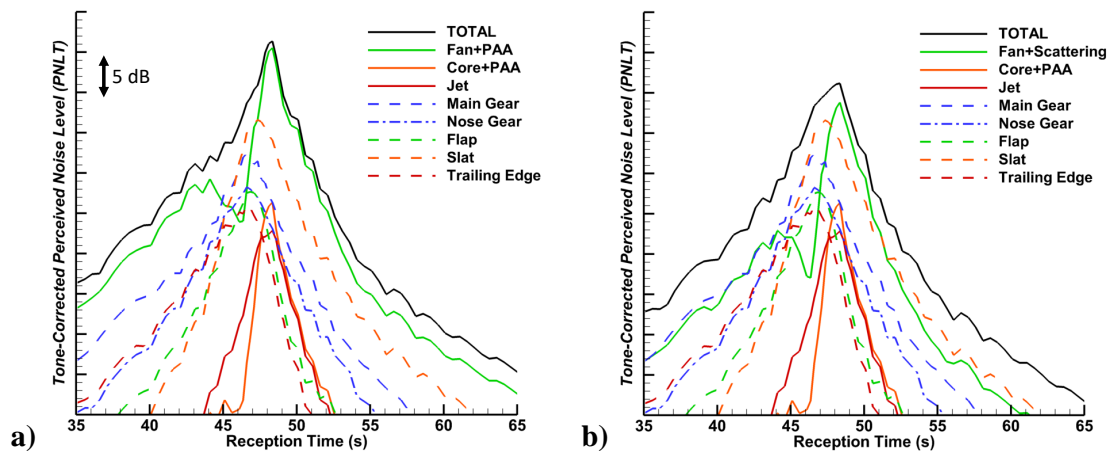 Tone-Corrected Perceived Noise Level (PNLT)
5 dB
TOTAL
Fan+PAA
Core+PAA
Jet
Main Gear
Nose Gear
Flap
Slat
Trailing Edge
35 40 45 50 55 60 65
Reception Time (s)
a)
Tone-Corrected Perceived Noise Level (PNLT)
TOTAL
Fan+Scattering
Core+PAA
Jet
Main Gear
Nose Gear
Flap
Slat
Trailing Edge
35 40 45 50 55 60 65
Reception Time (s)
b)